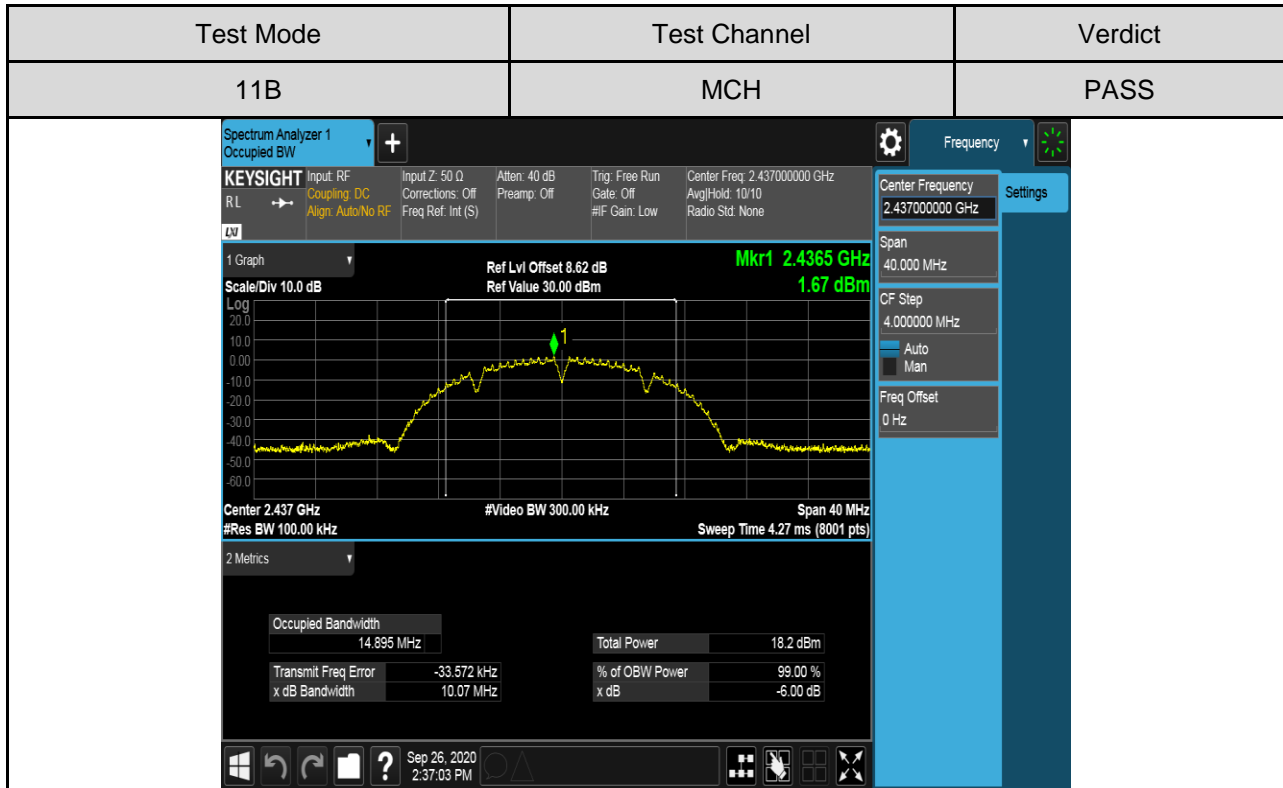 Test Mode Test Channel Verdict
11B MCH PASS
Spectrum Analyzer 1
Occupied BW
+
Frequency
KEYSIGHT Input: RF Input Z: 50 Ω Atten: 40 dB Trig: Free Run Center Freq: 2.437000000 GHz
RL Coupling: DC Corrections: Off Preamp: Off Gate: Off Avg|Hold: 10/10
Align: Auto/No RF Freq Ref: Int (S) #IF Gain: Low Radio Std: None
LXI
Center Frequency
2.437000000 GHz
Settings
Span
40.000 MHz
CF Step
4.000000 MHz
Auto
Man
Freq Offset
0 Hz
1 Graph Ref Lvl Offset 8.62 dB Mkr1 2.4365 GHz
Scale/Div 10.0 dB Ref Value 30.00 dBm 1.67 dBm
Log
20.0
10.0
0.00
-10.0
-20.0
-30.0
-40.0
-50.0
-60.0
1
Center 2.437 GHz #Video BW 300.00 kHz Span 40 MHz
#Res BW 100.00 kHz Sweep Time 4.27 ms (8001 pts)
2 Metrics
Occupied Bandwidth
14.895 MHz Total Power 18.2 dBm
Transmit Freq Error -33.572 kHz % of OBW Power 99.00 %
x dB Bandwidth 10.07 MHz x dB -6.00 dB
? Sep 26, 2020
2:37:03 PM